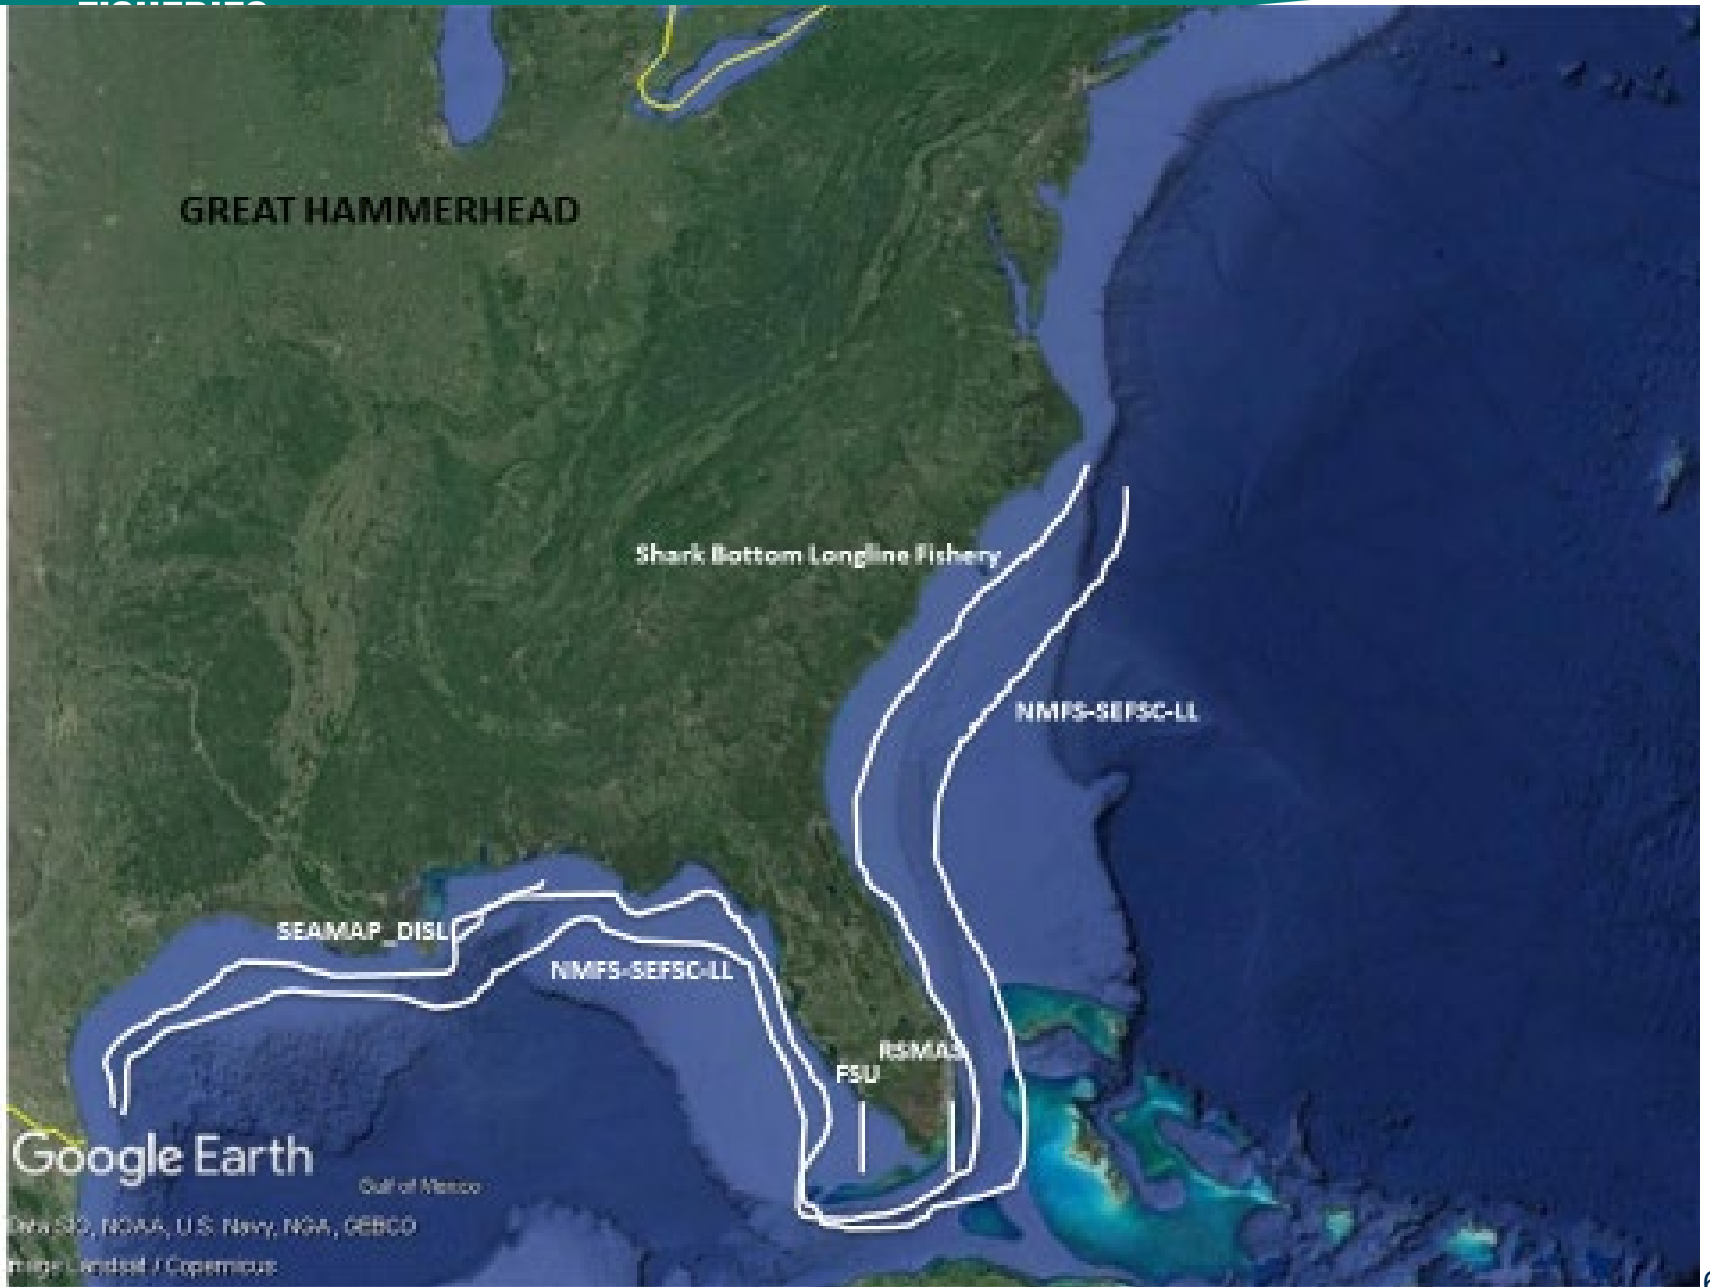 FISHERIES
GREAT HAMMERHEAD
Shark Bottom Longline Fishery
NMFS-SEFSC-LL
SEAMAP_DISL
NMFS-SEFSC-LL
RSMAS
FSU
Google Earth
Gulf of Mexico
Data SIO, NOAA, U.S. Navy, NGA, GEBCO
Image Landsat / Copernicus